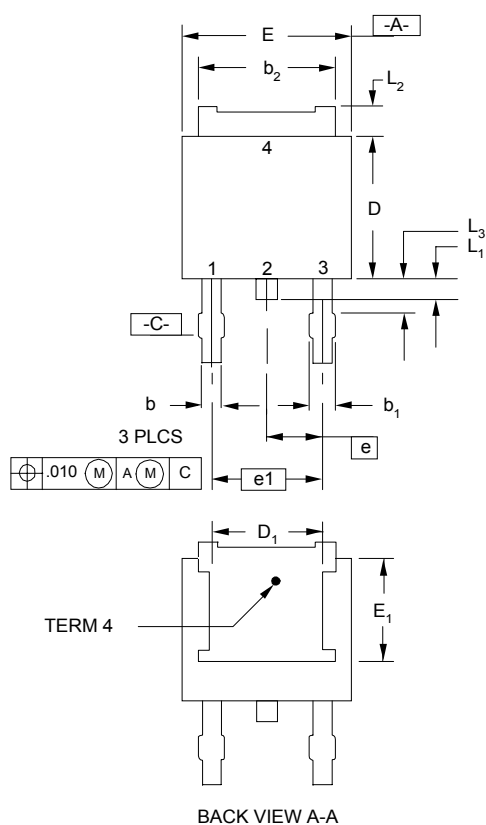 E
-A-
b2
L2
4
D
L3
L1
1 2 3
-C-
b
b1
3 PLCS
e
.010 M A M C
e1
D1
E1
TERM 4
BACK VIEW A-A